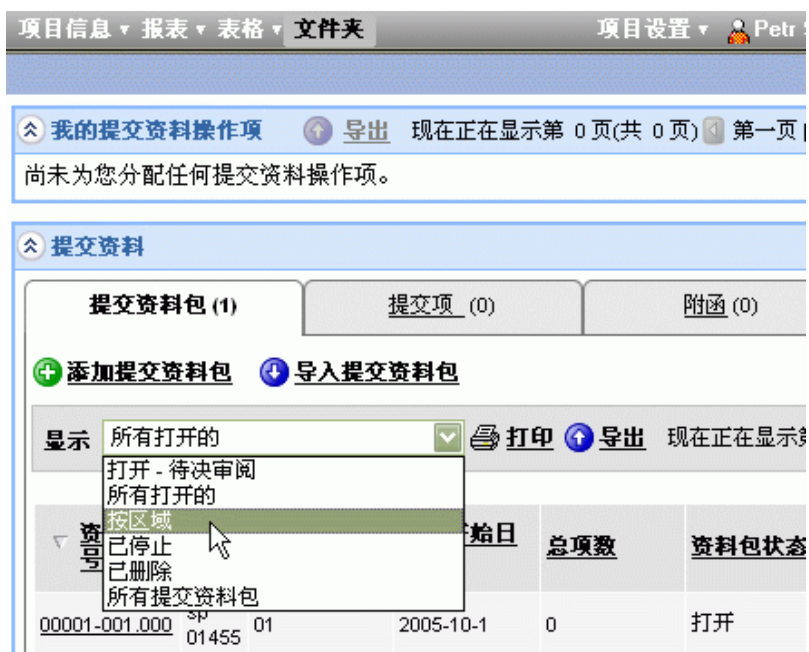 项目信息 报表 表格 文件夹 项目设置 Petr
我的提交资料操作项 导出 现在正在显示第 0 页(共 0 页) 第一页
尚未为您分配任何提交资料操作项。
提交资料
提交资料包 (1) 提交项 (0) 附函 (0)
添加提交资料包 导入提交资料包
显示 所有打开的 打印 导出 现在正在显示第
打开 - 待决审阅
所有打开的
按区域
已停止
已删除
所有提交资料包
始日 总项数 资料包状态
00001-001.000 sp 01 2005-10-1 0 打开
01455